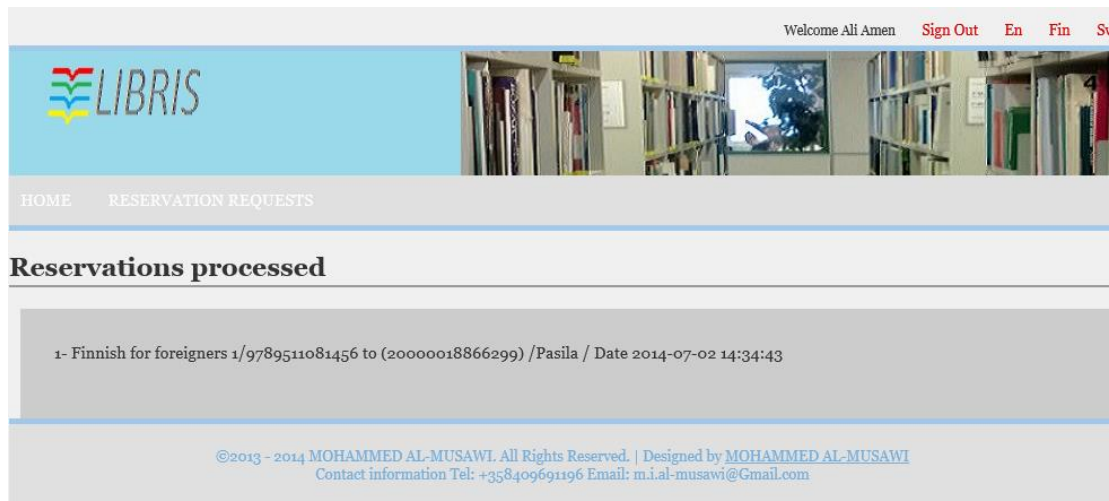 Welcome Ali Amen Sign Out En Fin
LIBRIS
HOME RESERVATION REQUESTS
Reservations processed
1- Finnish for foreigners 1/9789511081456 to (20000018866299) /Pasila / Date 2014-07-02 14:34:43
©2013 - 2014 MOHAMMED AL-MUSAWI. All Rights Reserved. | Designed by MOHAMMED AL-MUSAWI
Contact information Tel: +358409691196 Email: m.i.al-musawi@Gmail.com